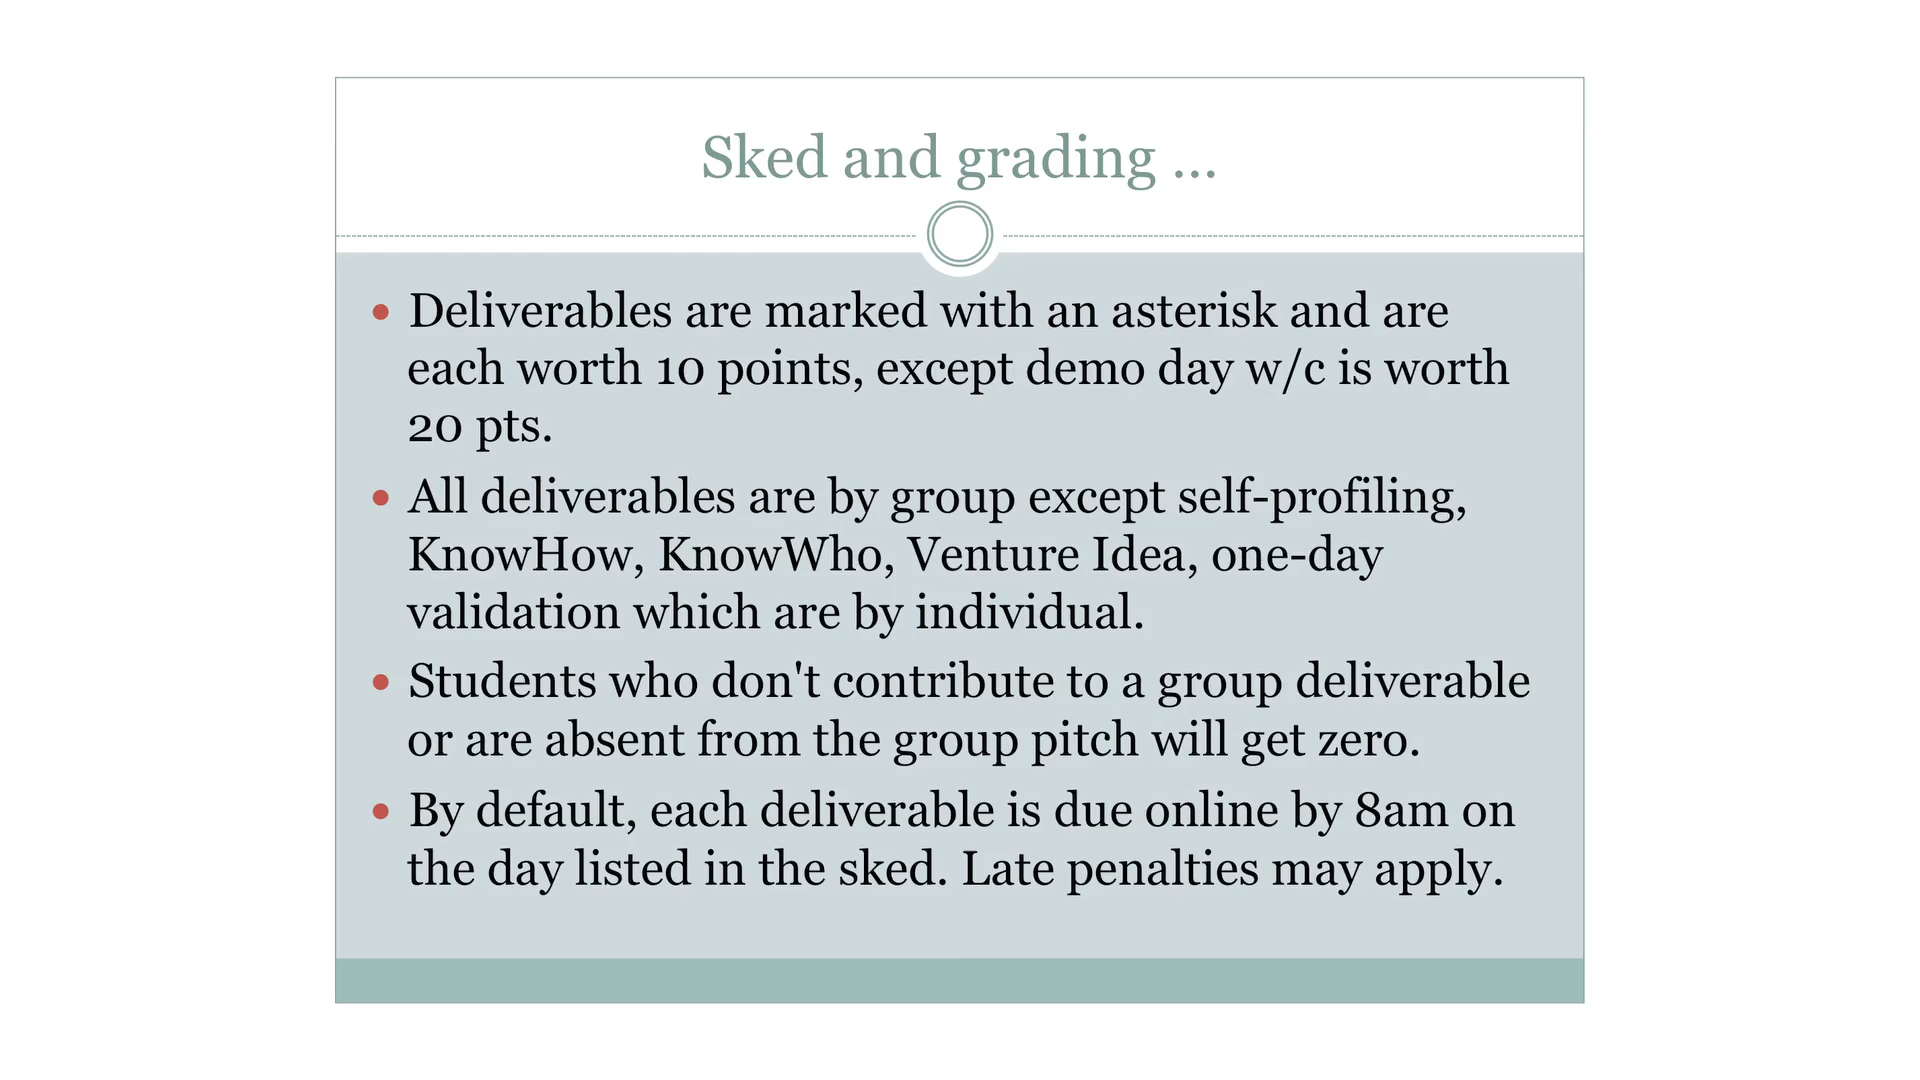 Sked and grading ...
• Deliverables are marked with an asterisk and are
each worth 10 points, except demo day w/c is worth
20 pts.
• All deliverables are by group except self-profiling,
KnowHow, KnowWho, Venture Idea, one-day
validation which are by individual.
• Students who don't contribute to a group deliverable
or are absent from the group pitch will get zero.
• By default, each deliverable is due online by 8am on
the day listed in the sked. Late penalties may apply.